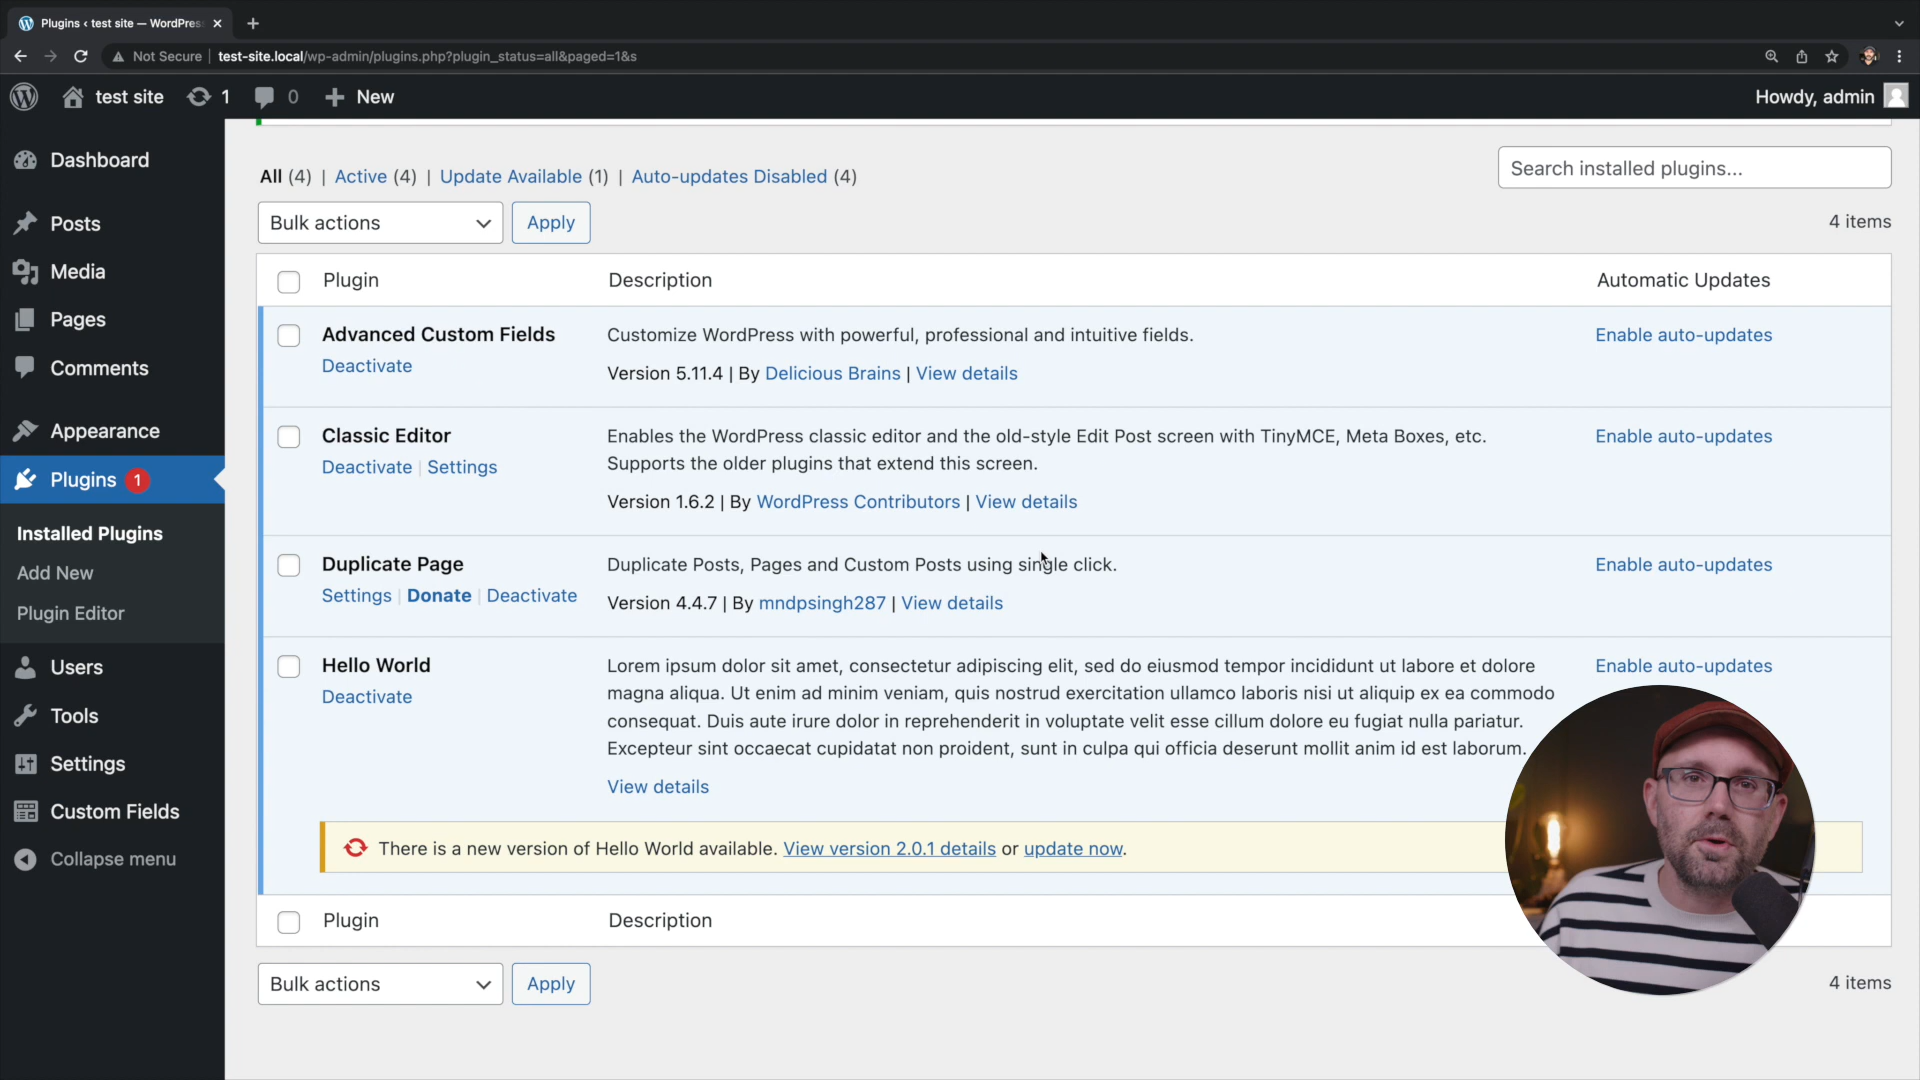 Plugins < test site — WordPres
Not Secure | test-site.local/wp-admin/plugins.php?plugin_status=all&paged=1&s
test site 1 0 New Howdy, admin
Dashboard
Posts
Media
Pages
Comments
Appearance
Plugins 1
Installed Plugins
Add New
Plugin Editor
Users
Tools
Settings
Custom Fields
Collapse menu
All (4) | Active (4) | Update Available (1) | Auto-updates Disabled (4)
Search installed plugins...
Bulk actions Apply 4 items
Plugin Description Automatic Updates
Advanced Custom Fields Customize WordPress with powerful, professional and intuitive fields. Enable auto-updates
Deactivate
Version 5.11.4 | By Delicious Brains | View details
Classic Editor Enables the WordPress classic editor and the old-style Edit Post screen with TinyMCE, Meta Boxes, etc. Enable auto-updates
Deactivate | Settings Supports the older plugins that extend this screen.
Version 1.6.2 | By WordPress Contributors | View details
Duplicate Page Duplicate Posts, Pages and Custom Posts using single click. Enable auto-updates
Settings | Donate | Deactivate Version 4.4.7 | By mndpsingh287 | View details
Hello World Lorem ipsum dolor sit amet, consectetur adipiscing elit, sed do eiusmod tempor incididunt ut labore et dolore Enable auto-updates
Deactivate magna aliqua. Ut enim ad minim veniam, quis nostrud exercitation ullamco laboris nisi ut aliquip ex ea commodo
consequat. Duis aute irure dolor in reprehenderit in voluptate velit esse cillum dolore eu fugiat nulla pariatur.
Excepteur sint occaecat cupidatat non proident, sunt in culpa qui officia deserunt mollit anim id est laborum.
View details
There is a new version of Hello World available. View version 2.0.1 details or update now.
Plugin Description
Bulk actions Apply 4 items